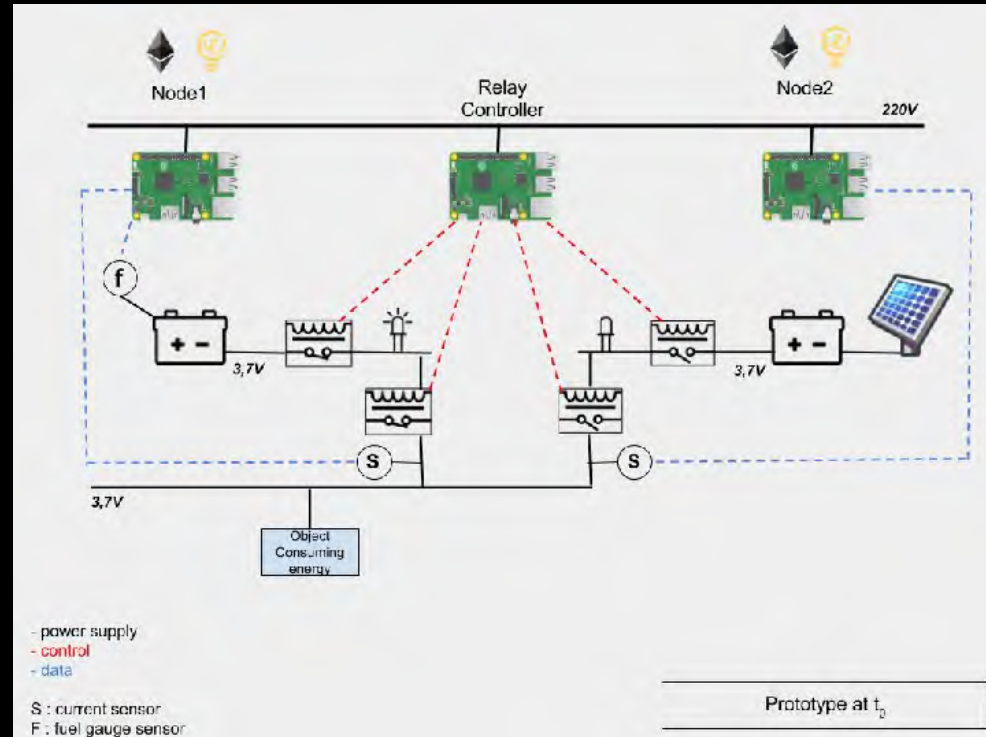 Node1
Relay
Controller
Node2
220V
f
+ -
3,7V
+ -
3,7V
S
S
3,7V
Object
Consuming
energy
- power supply
- control
- data
S : current sensor
F : fuel gauge sensor
Prototype at t0